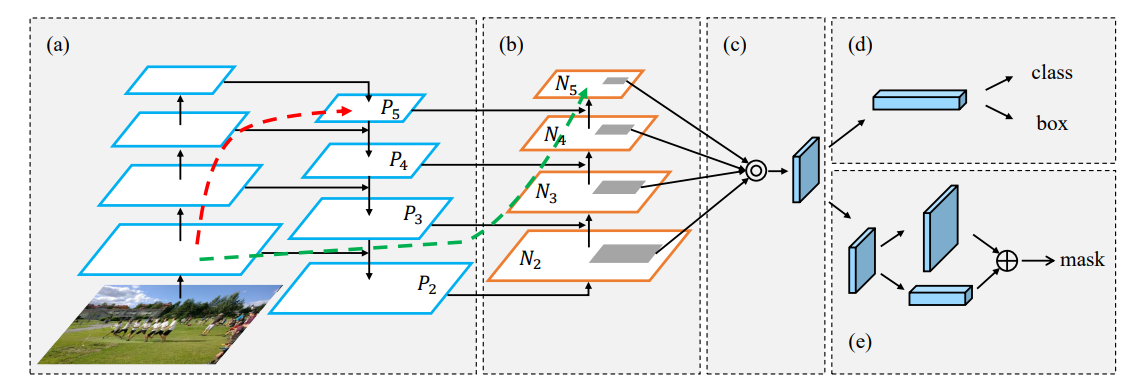 (a)
P5
P4
P3
P2
(b)
N5
N4
N3
N2
(c)
(d)
class
box
mask
(e)